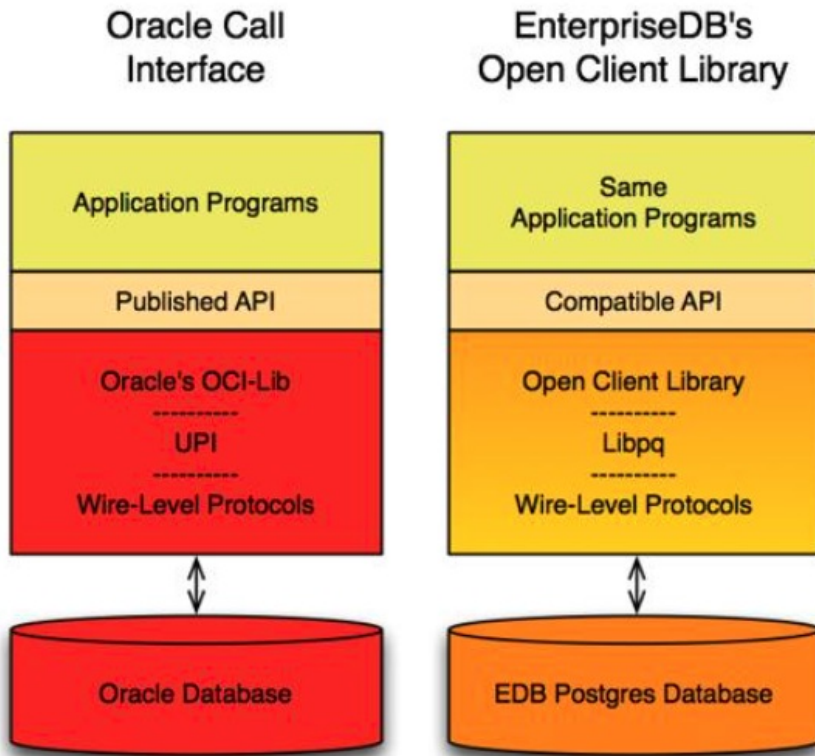 Oracle Call
Interface
Application Programs
Published API
Oracle's OCI-Lib
----------
UPI
----------
Wire-Level Protocols
Oracle Database
EnterpriseDB's
Open Client Library
Same
Application Programs
Compatible API
Open Client Library
----------
Libpq
----------
Wire-Level Protocols
EDB Postgres Database